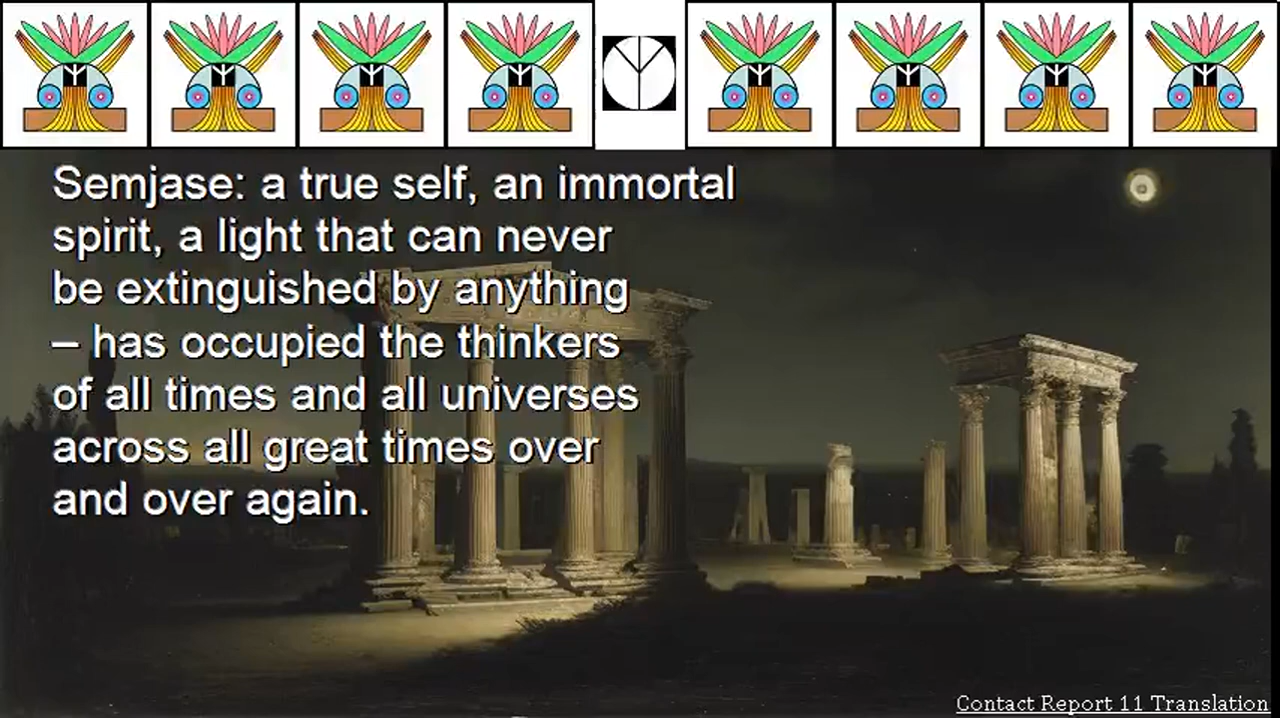 Semjase: a true self, an immortal
spirit, a light that can never
be extinguished by anything
– has occupied the thinkers
of all times and all universes
across all great times over
and over again.
Contact Report 11 Translation